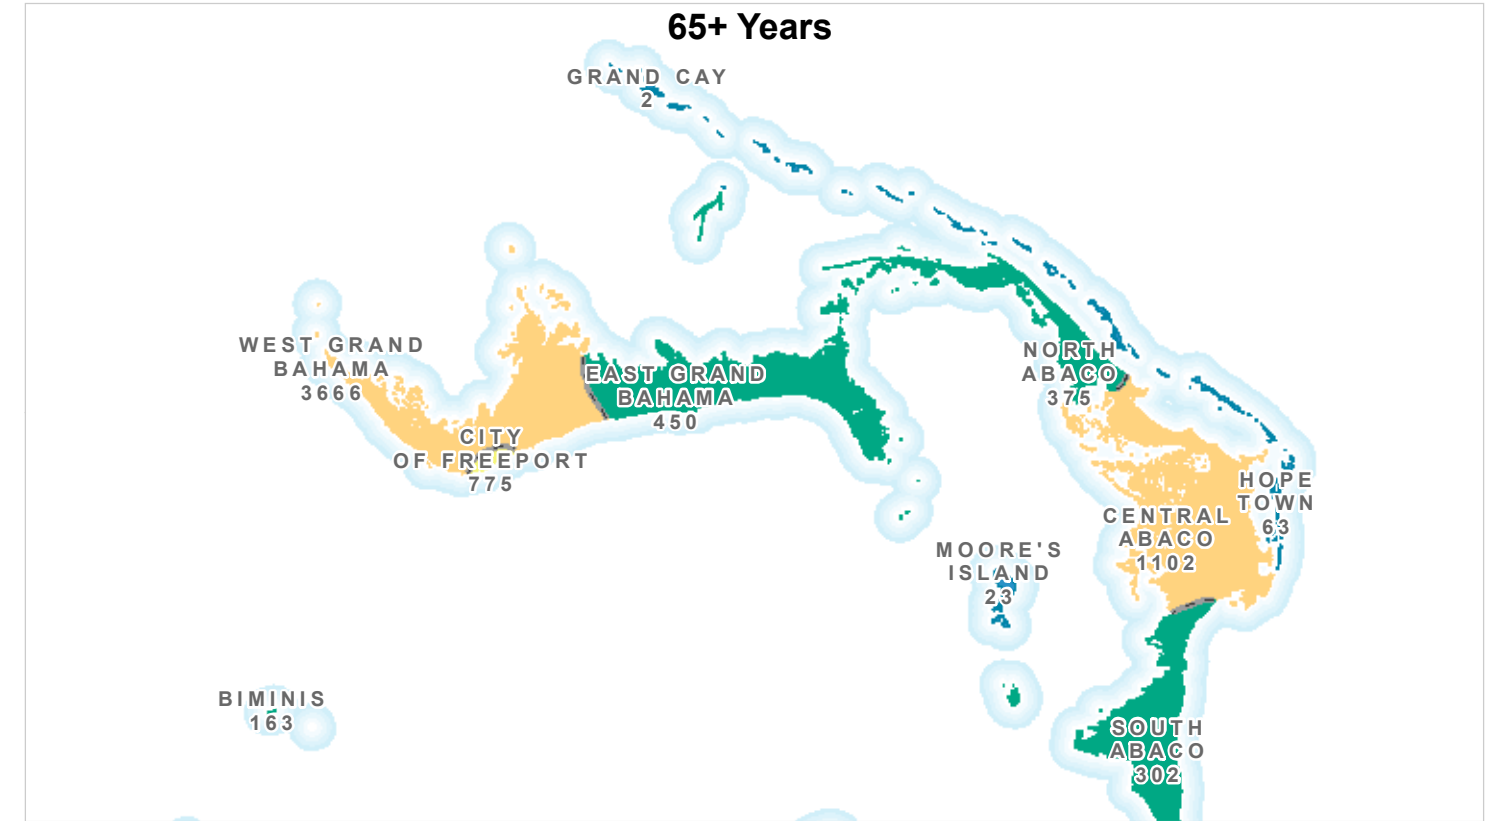 65+ Years
GRAND CAY
2
WEST GRAND
BAHAMA
3666
EAST GRAND
BAHAMA
450
NORTH
ABACO
375
CITY
OF FREEPORT
775
HOPE
TOWN
63
CENTRAL
ABACO
1102
MOORE'S
ISLAND
23
BIMINIS
163
SOUTH
ABACO
302